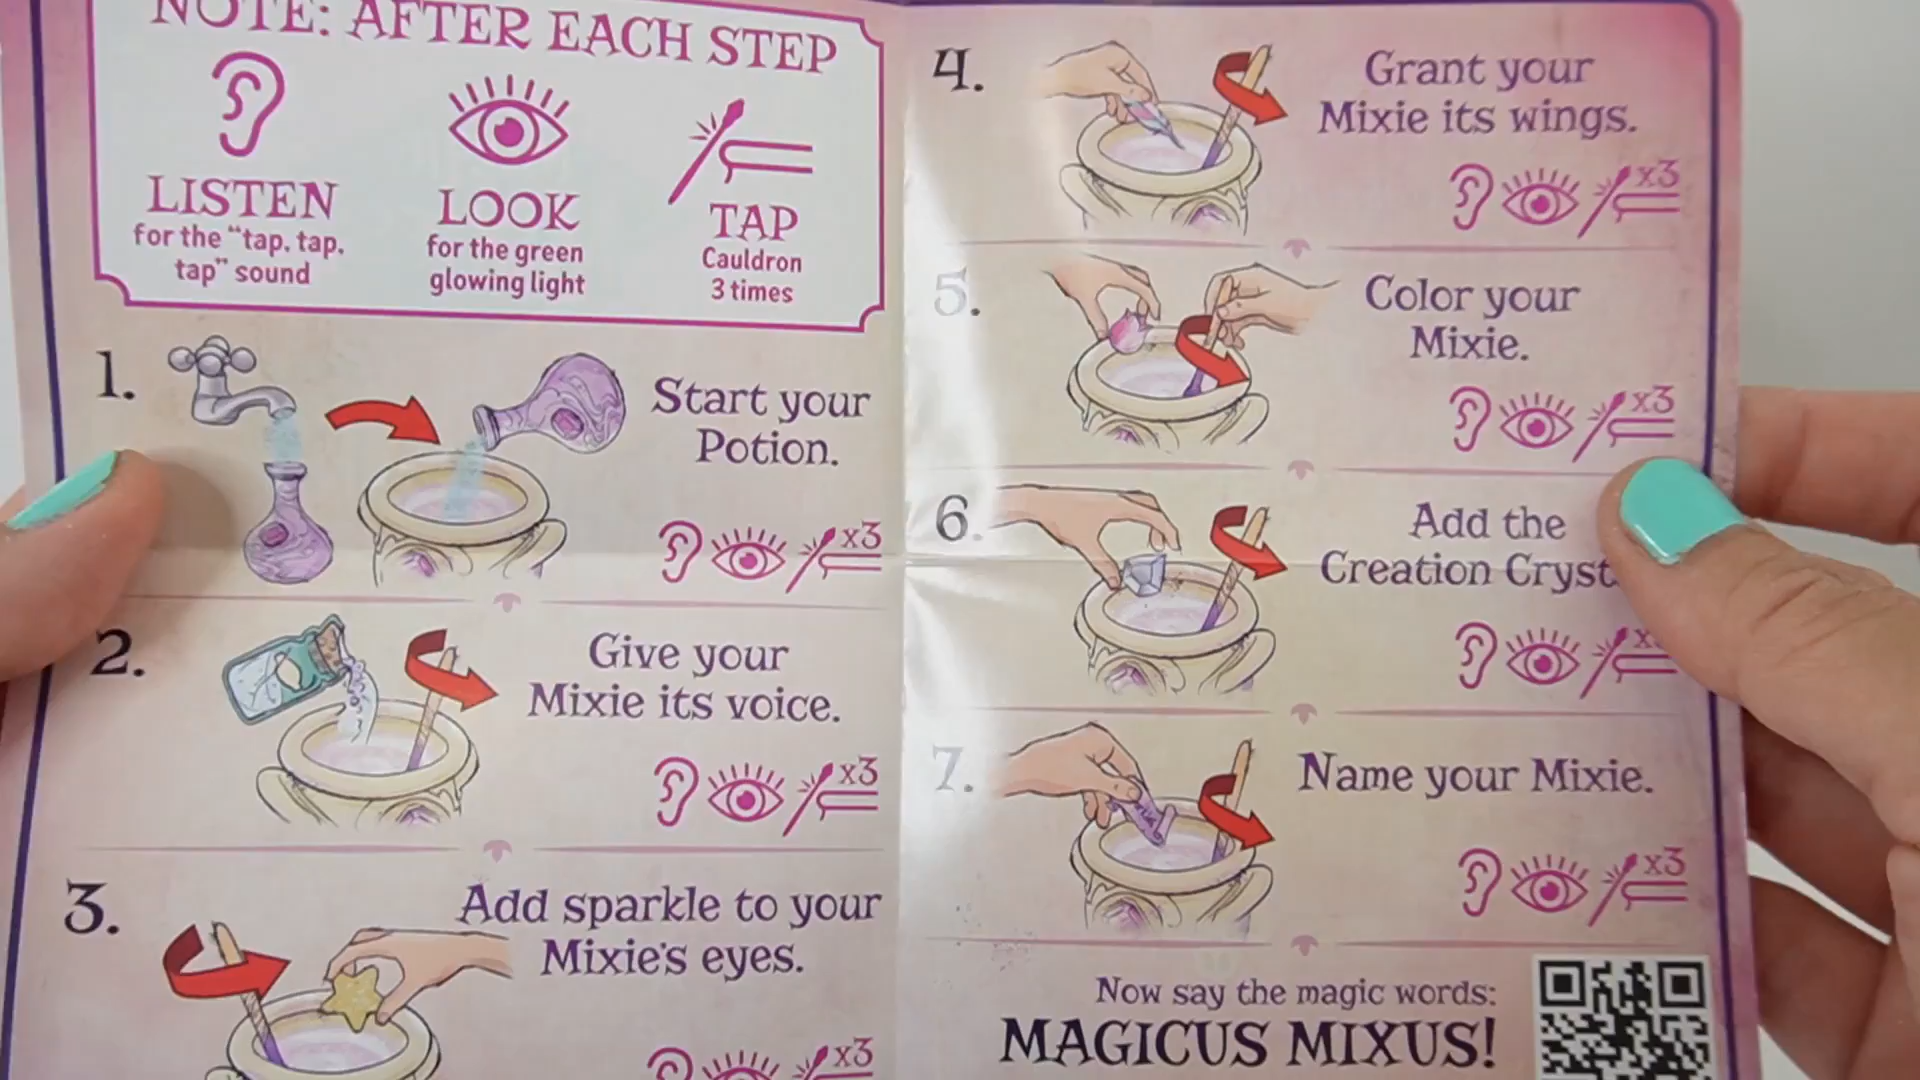 NOTE: AFTER EACH STEP
LISTEN
for the “tap, tap,
tap” sound
LOOK
for the green
glowing light
TAP
Cauldron
3 times
1.
Start your
Potion.
x3
2.
Give your
Mixie its voice.
x3
3.
Add sparkle to your
Mixie's eyes.
x3
4.
Grant your
Mixie its wings.
x3
5.
Color your
Mixie.
x3
6.
Add the
Creation
7.
Name your Mixie.
x3
Now say the magic words:
MAGICUS MIXUS!